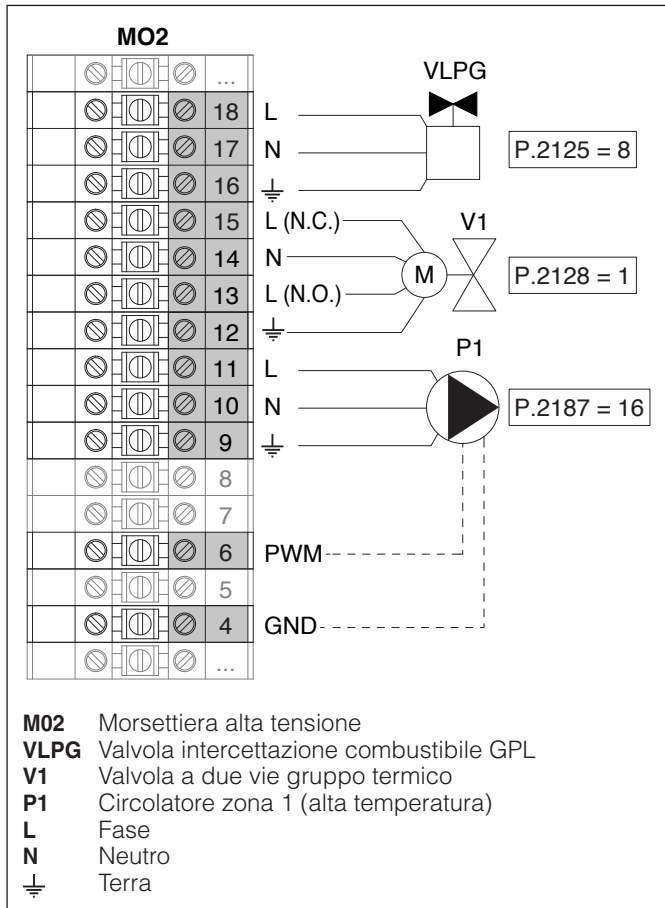 MO2
...
VLPG
18 L
17 N P.2125 = 8
16
15 L (N.C.) V1
14 N
M P.2128 = 1
13 L (N.O.)
12
P1
11 L
10 N P.2187 = 16
9
8
7
6 PWM
5
4 GND
...
M02 Morsettiera alta tensione
VLPG Valvola intercettazione combustibile GPL
V1 Valvola a due vie gruppo termico
P1 Circolatore zona 1 (alta temperatura)
L Fase
N Neutro
⏚ Terra